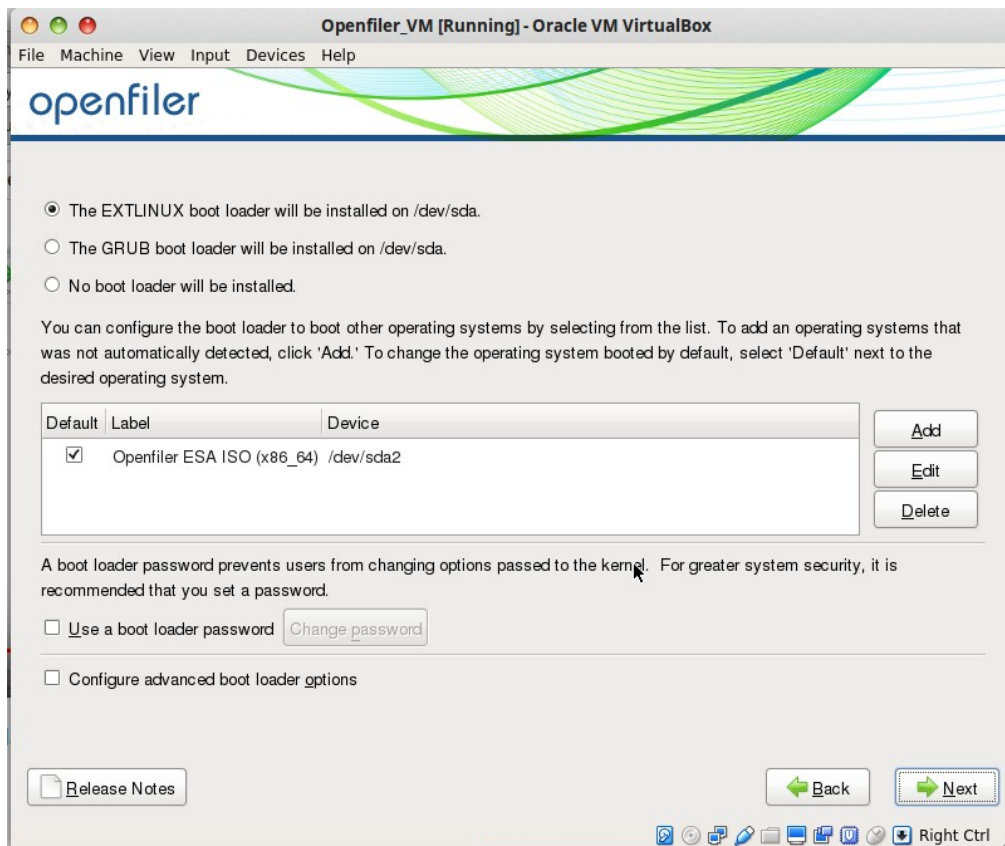 Openfiler_VM [Running] - Oracle VM VirtualBox
File Machine View Input Devices Help
openfiler
The EXTLINUX boot loader will be installed on /dev/sda.
The GRUB boot loader will be installed on /dev/sda.
No boot loader will be installed.
You can configure the boot loader to boot other operating systems by selecting from the list. To add an operating systems that
was not automatically detected, click 'Add.' To change the operating system booted by default, select 'Default' next to the
desired operating system.
Default Label Device
Openfiler ESA ISO (x86_64) /dev/sda2
Add
Edit
Delete
A boot loader password prevents users from changing options passed to the kernel. For greater system security, it is
recommended that you set a password.
Use a boot loader password Change password
Configure advanced boot loader options
Release Notes Back Next
Right Ctrl